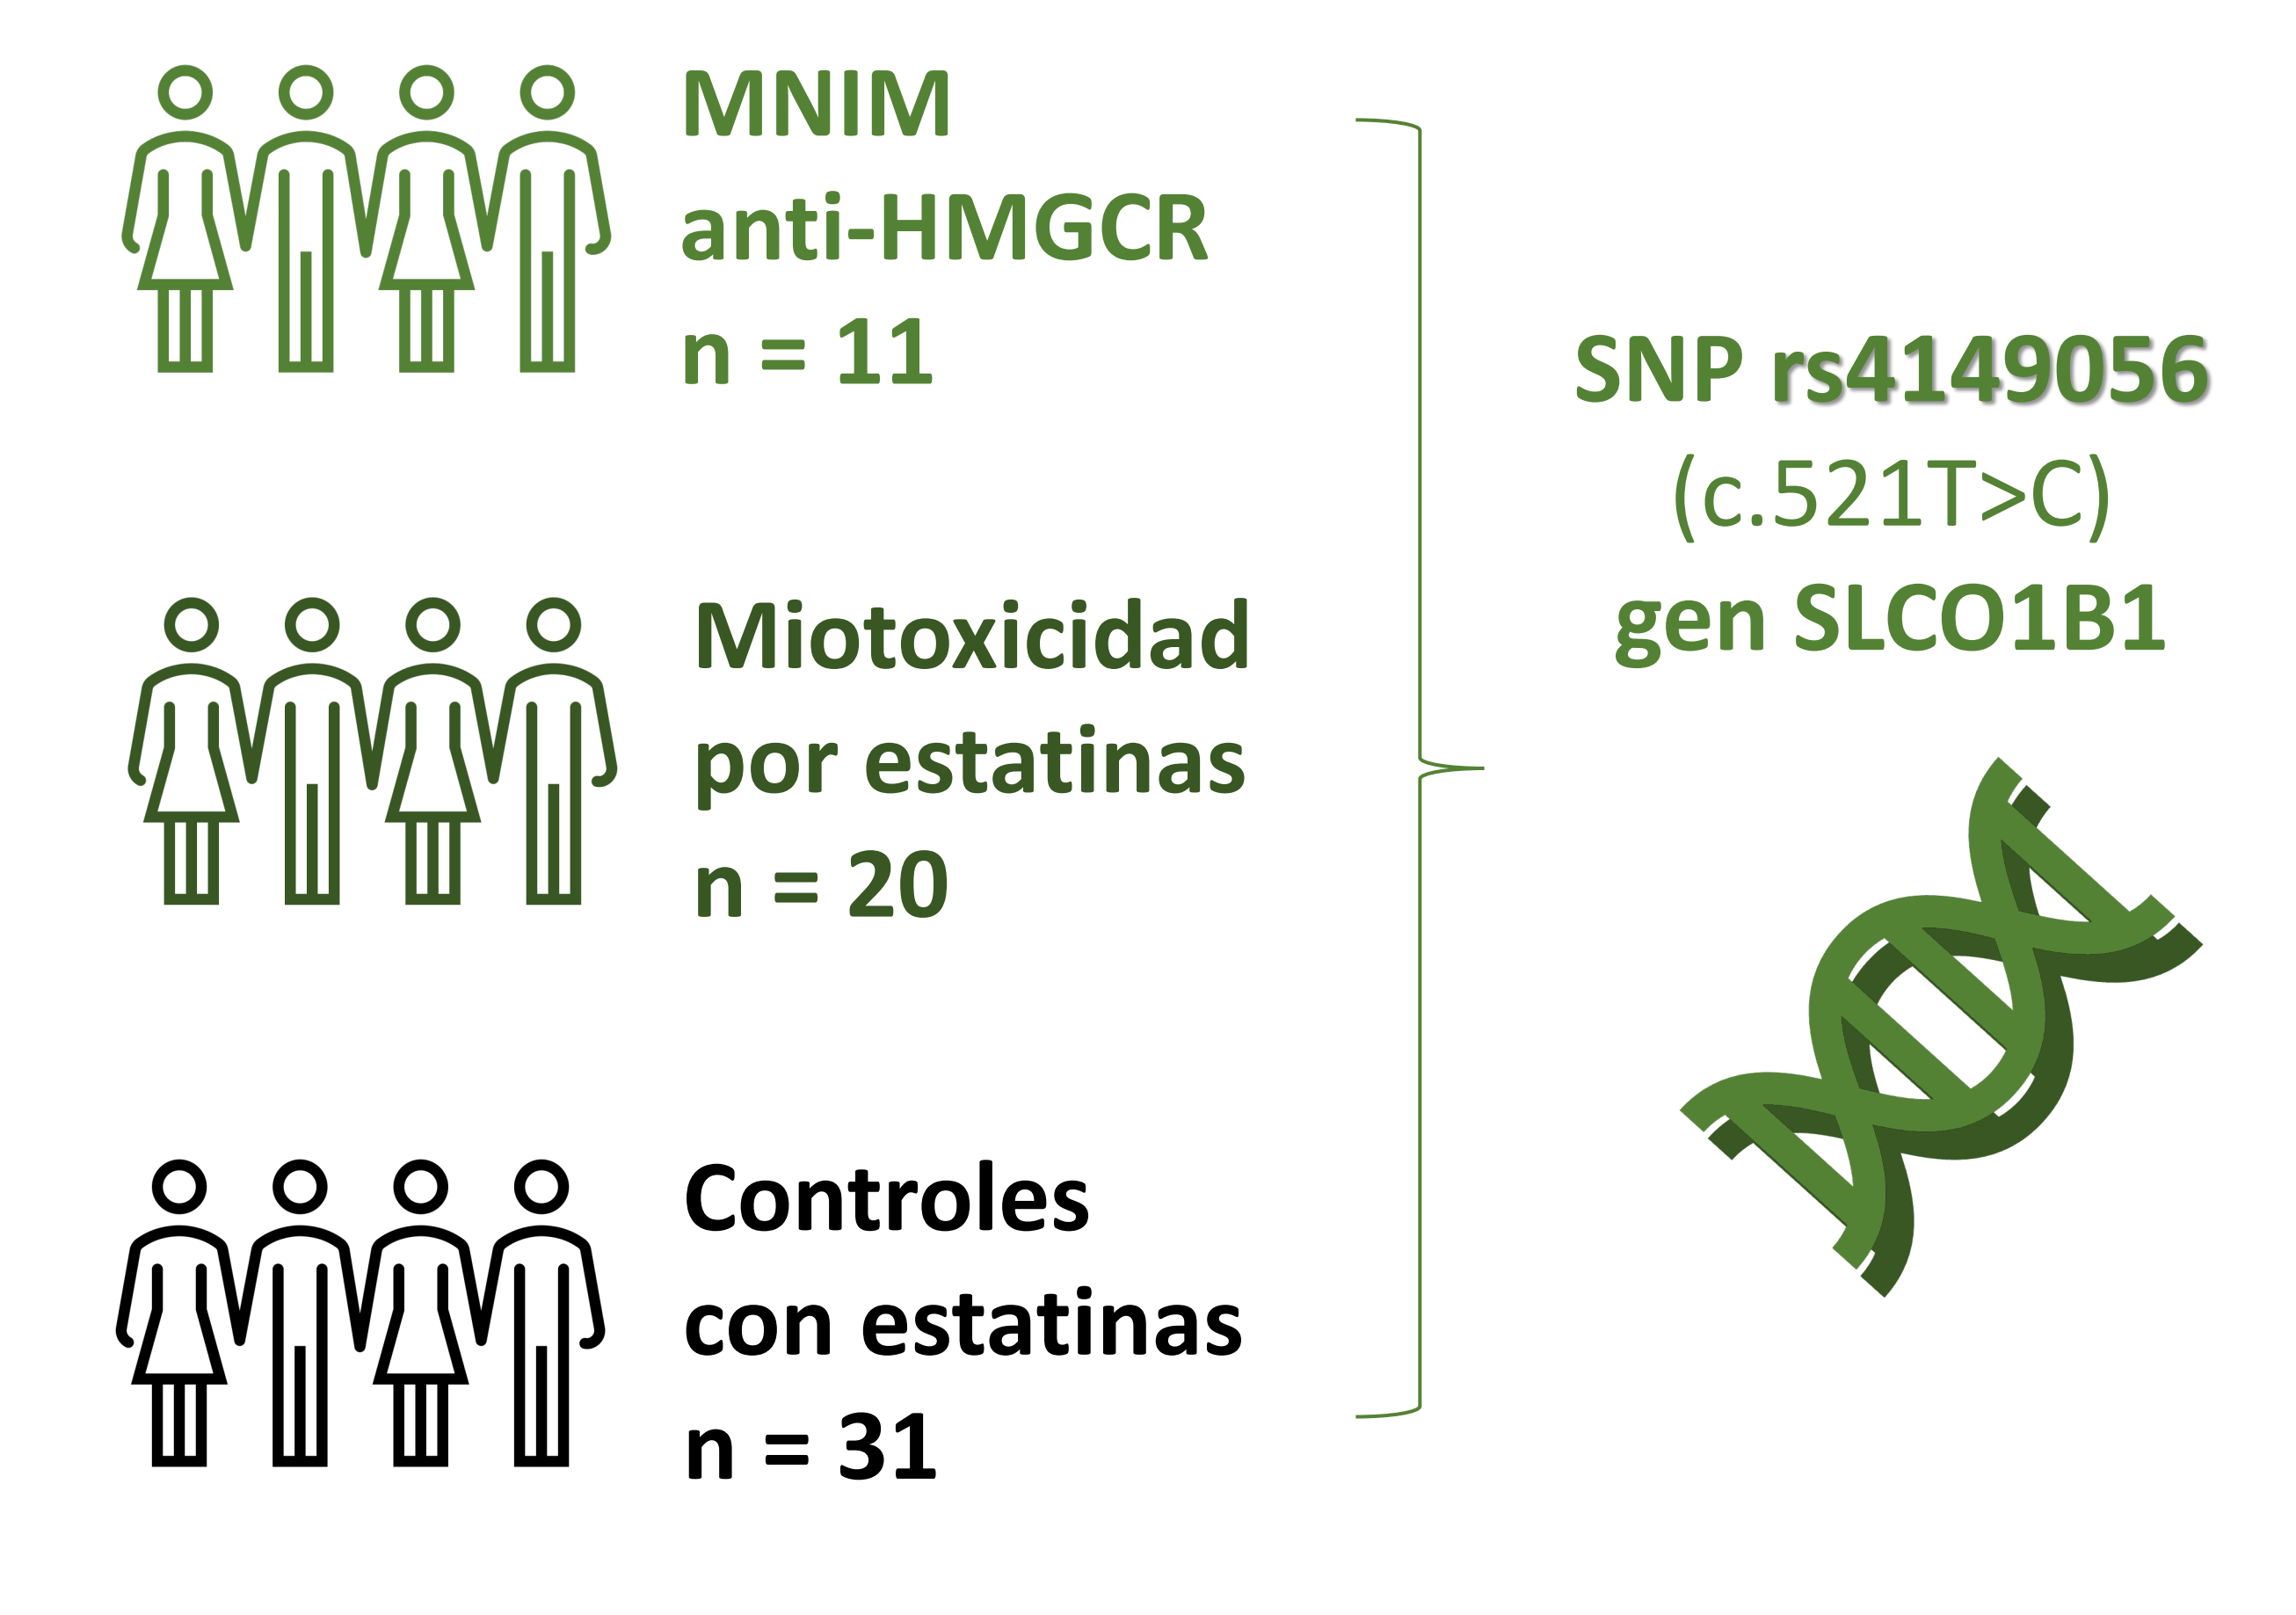 MNIM
anti-HMGCR
n = 11
Miotoxicidad
por estatinas
n = 20
Controles
con estatinas
n = 31
SNP rs4149056
(c.521T>C)
gen SLCO1B1